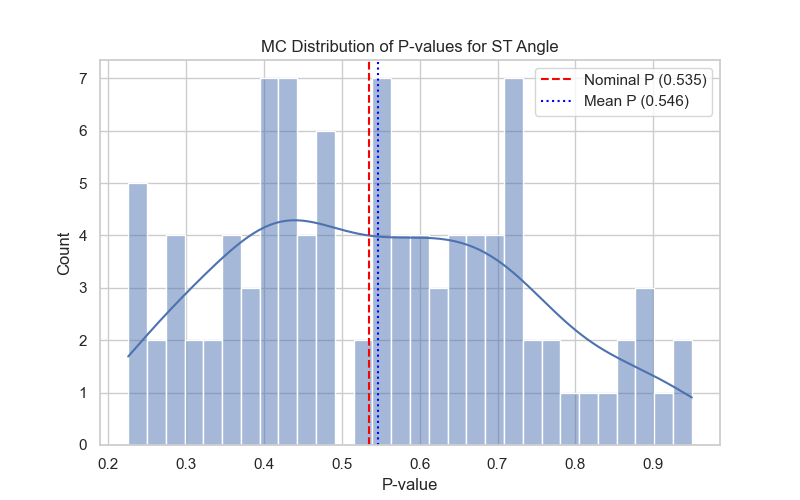 MC Distribution of P-values for ST Angle
Nominal P (0.535)
Mean P (0.546)
Count
7
6
5
4
3
2
1
0
0.2 0.3 0.4 0.5 0.6 0.7 0.8 0.9
P-value